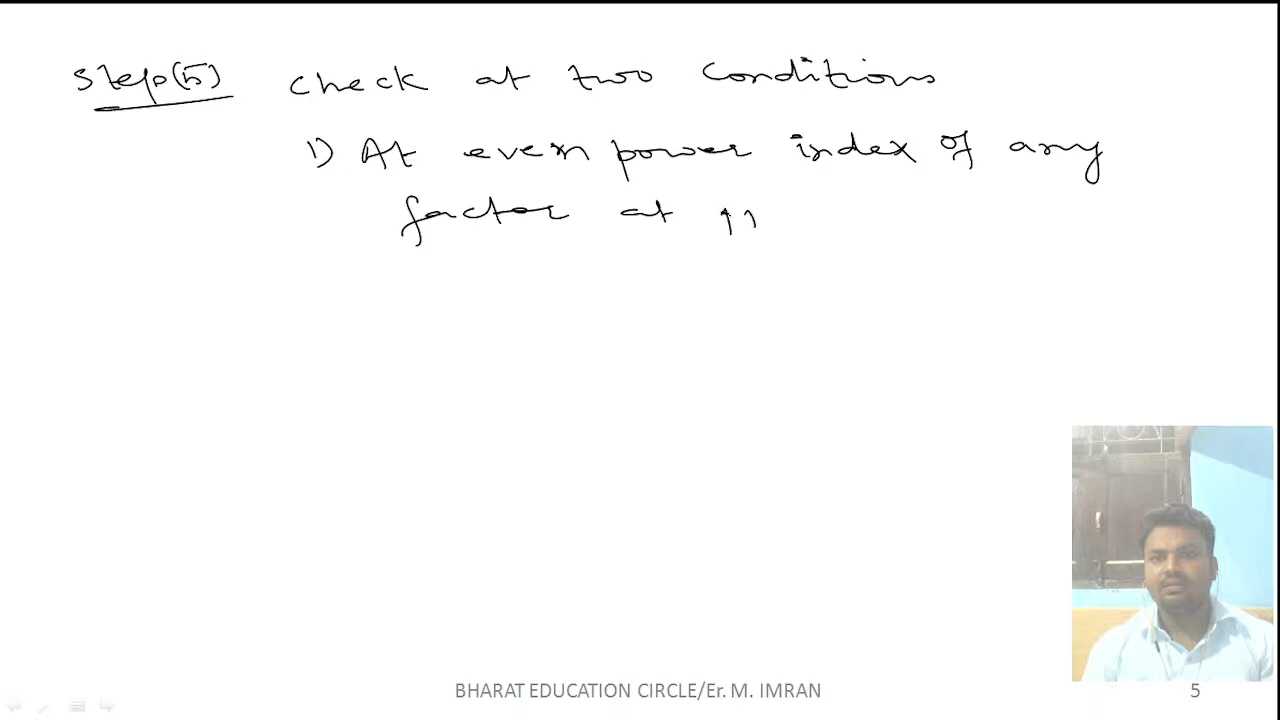 Step(5) Check at two conditions
1) At even power index of any
factor at
BHARAT EDUCATION CIRCLE/Er. M. IMRAN 5